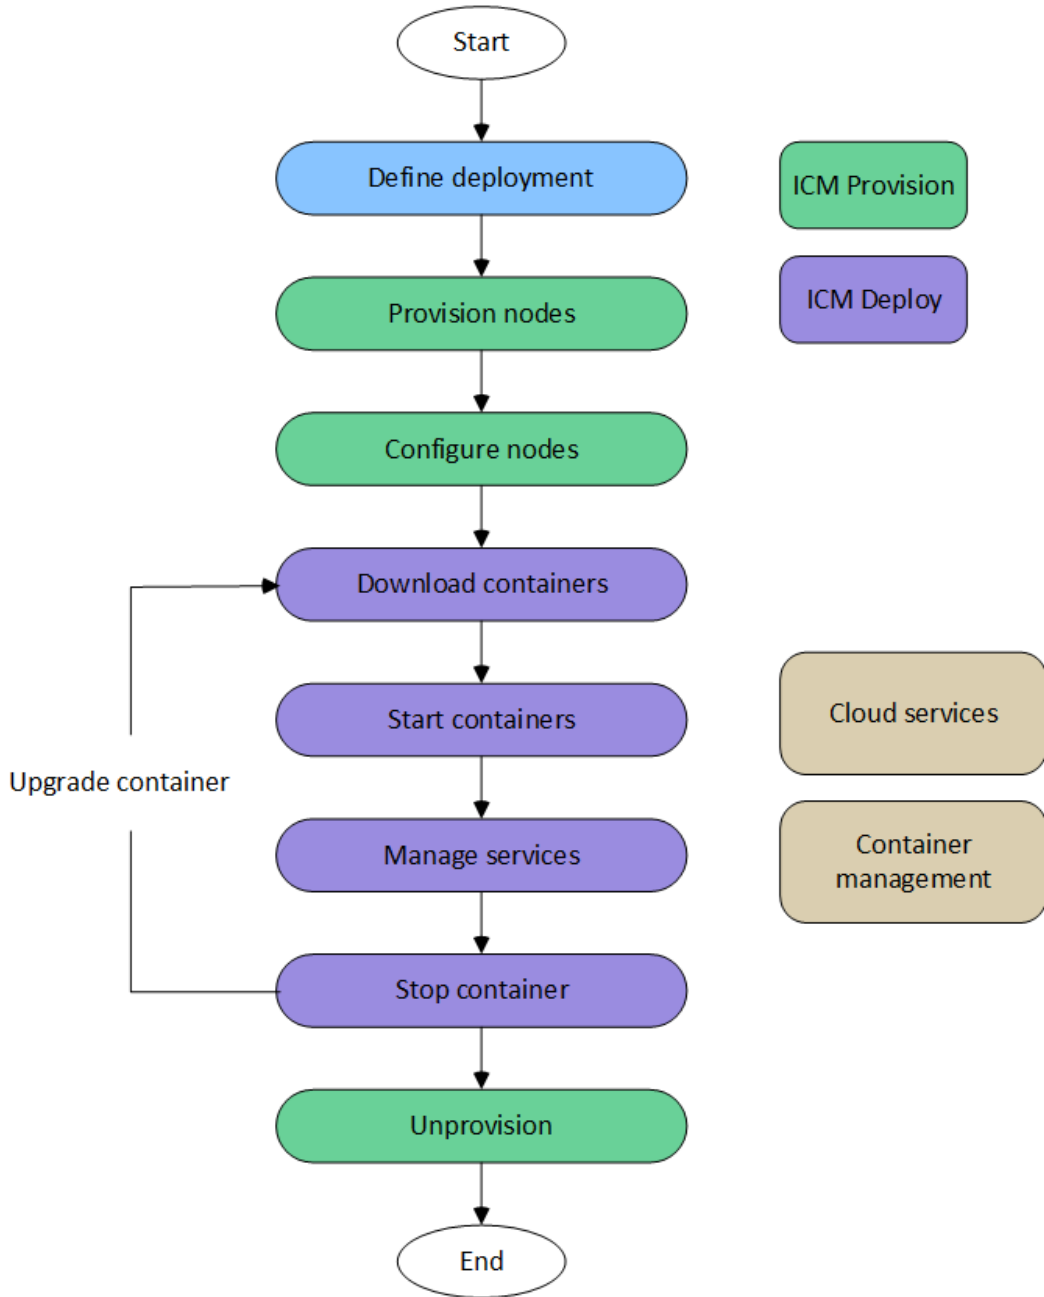 Start
Define deployment
ICM Provision
ICM Deploy
Provision nodes
Configure nodes
Download containers
Start containers
Cloud services
Upgrade container
Manage services
Container
management
Stop container
Unprovision
End